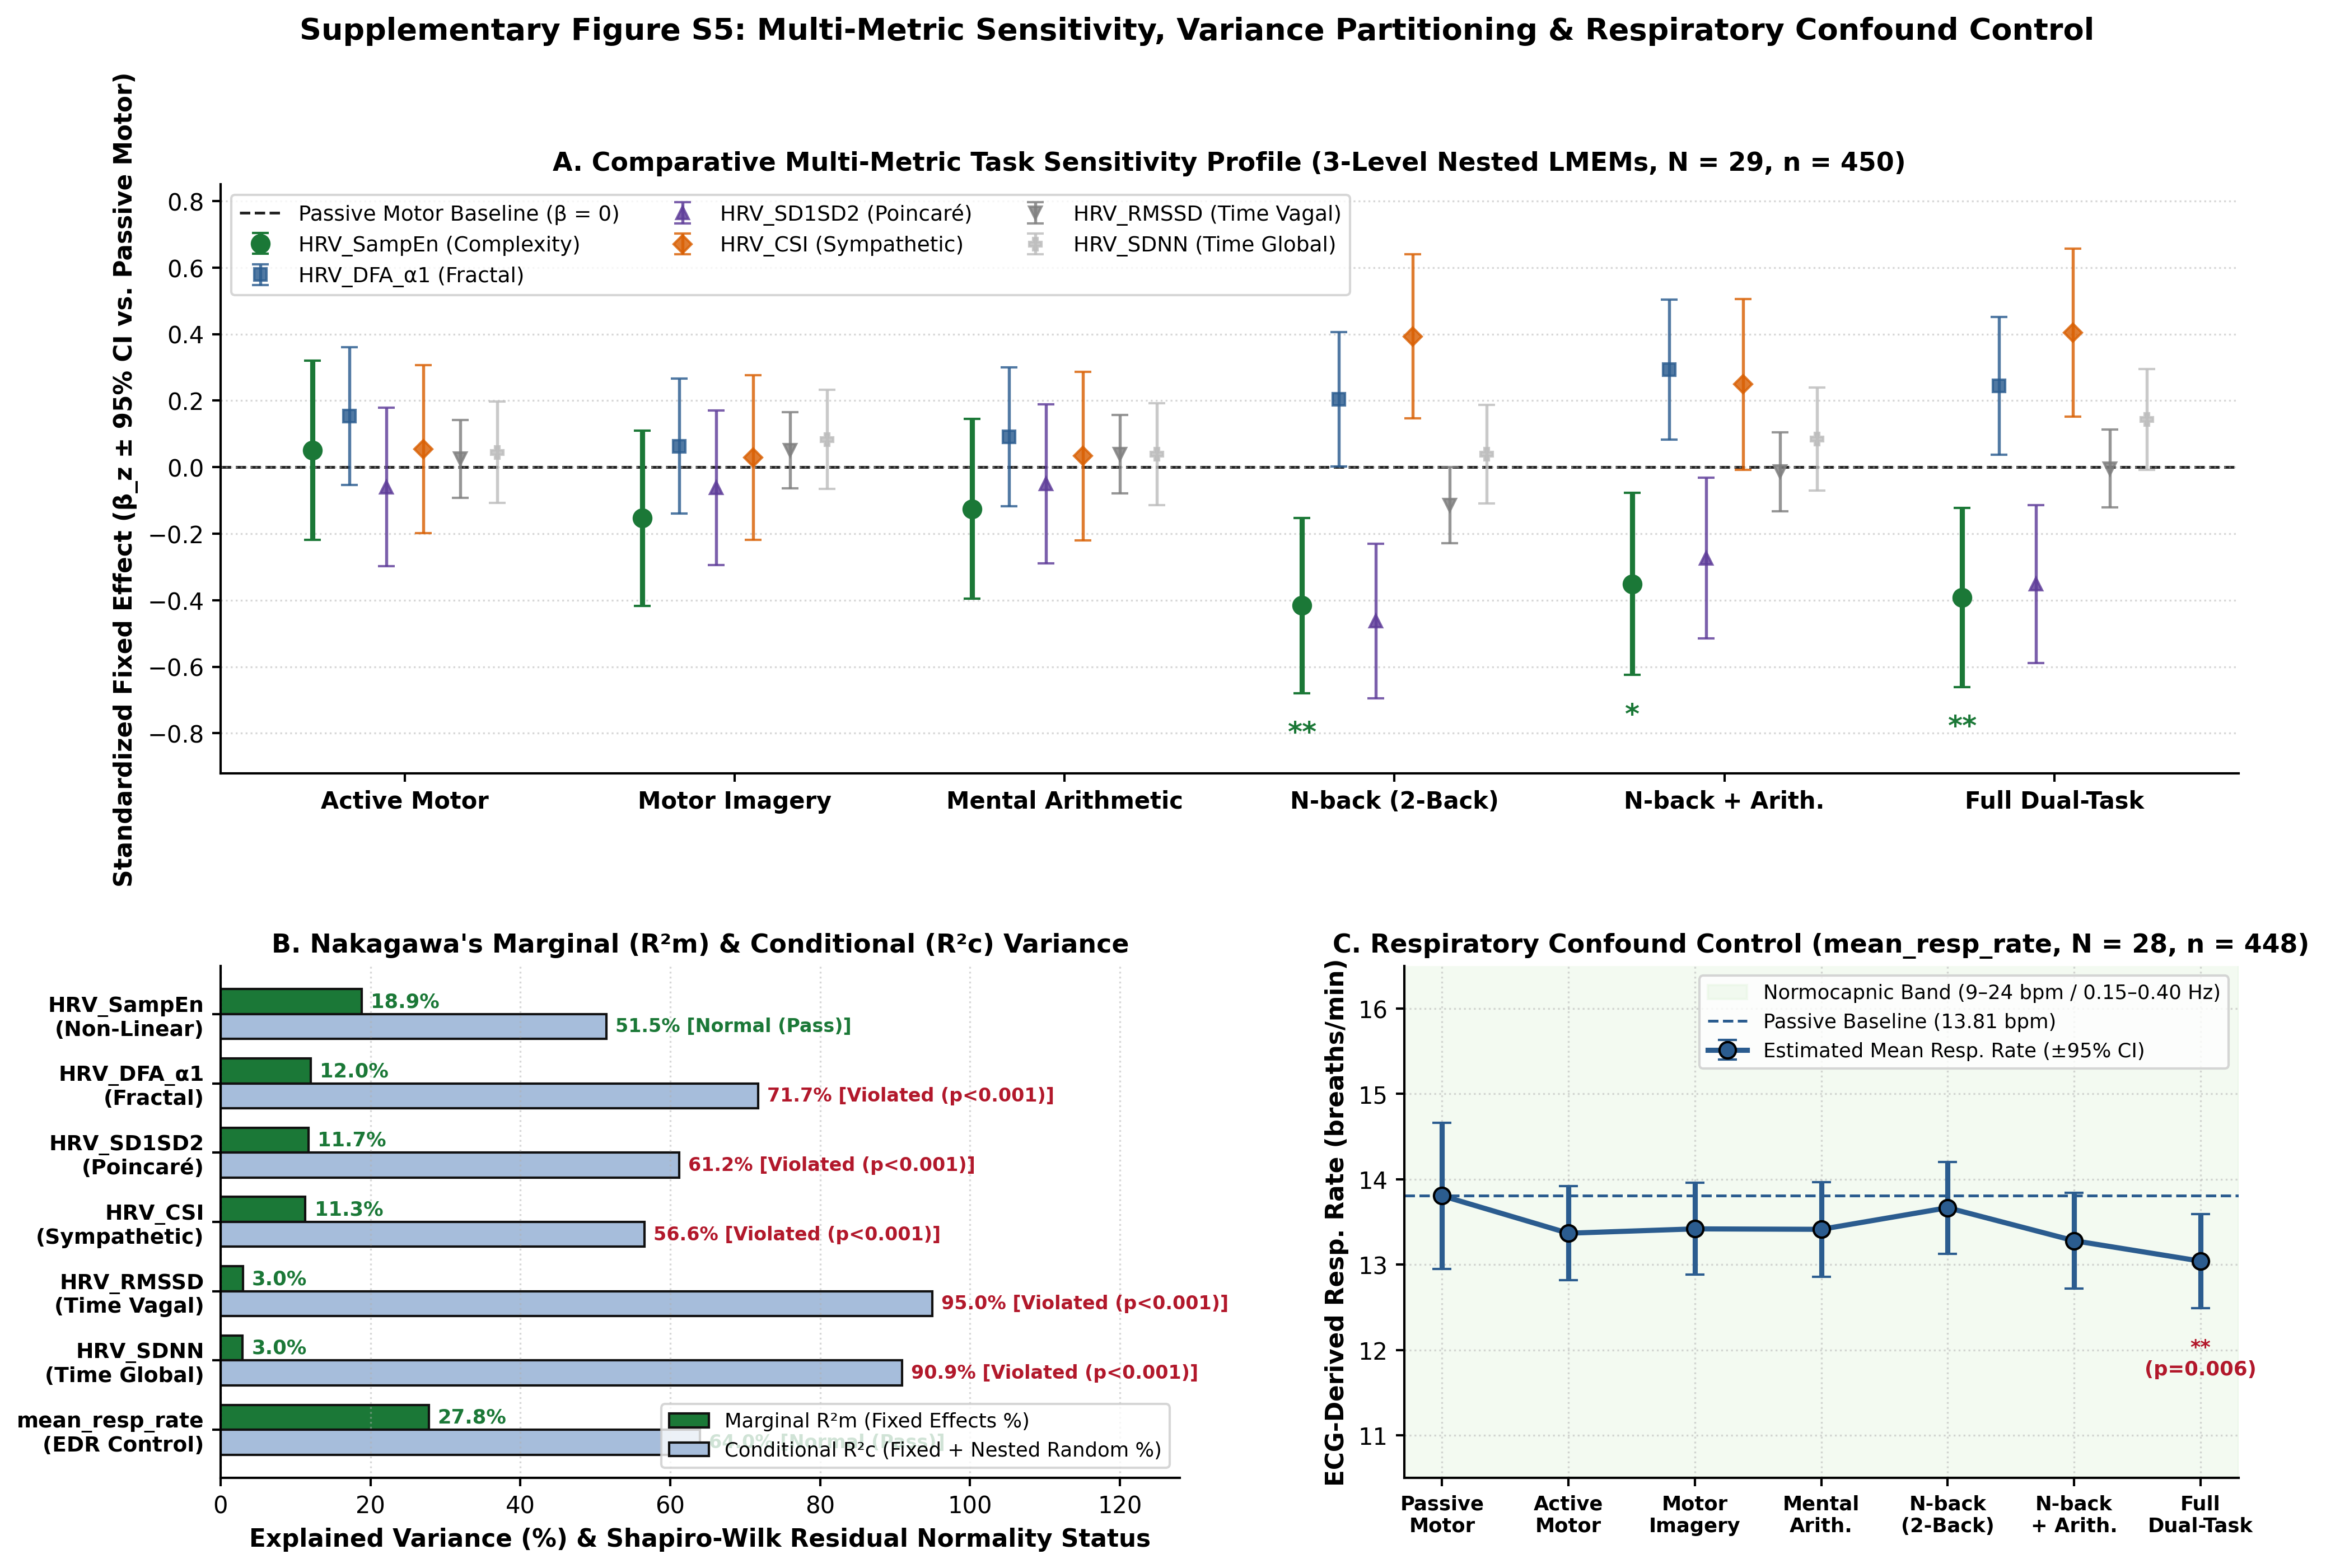 Supplementary Figure S5: Multi-Metric Sensitivity, Variance Partitioning & Respiratory Confound Control
A. Comparative Multi-Metric Task Sensitivity Profile (3-Level Nested LMEMs, N = 29, n = 450)
Standardized Fixed Effect (β_z ± 95% CI vs. Passive Motor)
0.8
0.6
0.4
0.2
0.0
−0.2
−0.4
−0.6
−0.8
Passive Motor Baseline (β = 0)
HRV_SampEn (Complexity)
HRV_DFA_α1 (Fractal)
HRV_SD1SD2 (Poincaré)
HRV_CSI (Sympathetic)
HRV_RMSSD (Time Vagal)
HRV_SDNN (Time Global)
**
*
**
Active Motor
Motor Imagery
Mental Arithmetic
N-back (2-Back)
N-back + Arith.
Full Dual-Task
B. Nakagawa's Marginal (R²m) & Conditional (R²c) Variance
HRV_SampEn
(Non-Linear)
18.9%
51.5% [Normal (Pass)]
HRV_DFA_α1
(Fractal)
12.0%
71.7% [Violated (p<0.001)]
HRV_SD1SD2
(Poincaré)
11.7%
61.2% [Violated (p<0.001)]
HRV_CSI
(Sympathetic)
11.3%
56.6% [Violated (p<0.001)]
HRV_RMSSD
(Time Vagal)
3.0%
95.0% [Violated (p<0.001)]
HRV_SDNN
(Time Global)
3.0%
90.9% [Violated (p<0.001)]
mean_resp_rate
(EDR Control)
27.8%
64.0% [Normal (Pass)]
Marginal R²m (Fixed Effects %)
Conditional R²c (Fixed + Nested Random %)
0
20
40
60
80
100
120
Explained Variance (%) & Shapiro-Wilk Residual Normality Status
C. Respiratory Confound Control (mean_resp_rate, N = 28, n = 448)
ECG-Derived Resp. Rate (breaths/min)
16
15
14
13
12
11
Normocapnic Band (9–24 bpm / 0.15–0.40 Hz)
Passive Baseline (13.81 bpm)
Estimated Mean Resp. Rate (±95% CI)
**
(p=0.006)
Passive
Motor
Active
Motor
Motor
Imagery
Mental
Arith.
N-back
(2-Back)
N-back
+ Arith.
Full
Dual-Task